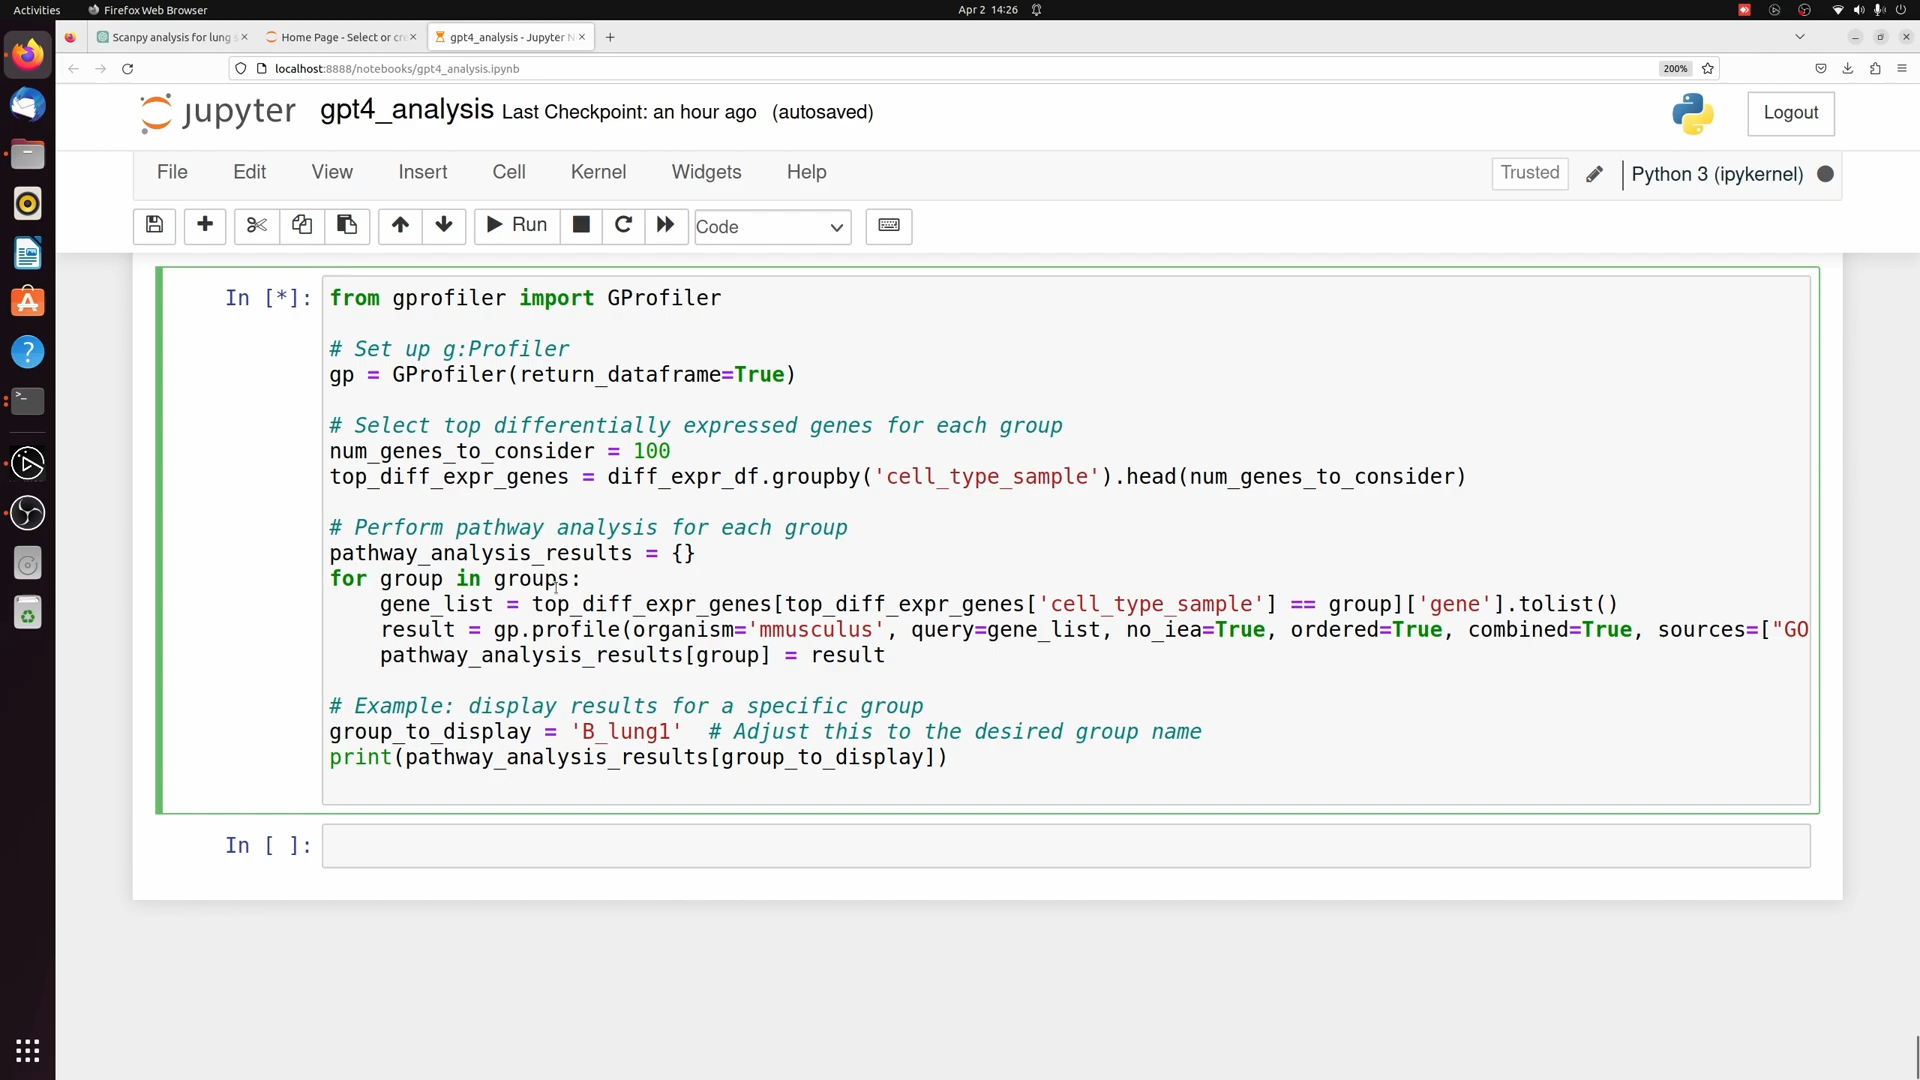 Activities Firefox Web Browser Apr 2 14:26
Scanpy analysis for lung s Home Page - Select or cre gpt4_analysis - Jupyter N
localhost:8888/notebooks/gpt4_analysis.ipynb 200%
jupyter gpt4_analysis Last Checkpoint: an hour ago (autosaved) Logout
File Edit View Insert Cell Kernel Widgets Help Trusted Python 3 (ipykernel)
Run Code
In [*]: from gprofiler import GProfiler
# Set up g:Profiler
gp = GProfiler(return_dataframe=True)
# Select top differentially expressed genes for each group
num_genes_to_consider = 100
top_diff_expr_genes = diff_expr_df.groupby('cell_type_sample').head(num_genes_to_consider)
# Perform pathway analysis for each group
pathway_analysis_results = {}
for group in groups:
gene_list = top_diff_expr_genes[top_diff_expr_genes['cell_type_sample'] == group]['gene'].tolist()
result = gp.profile(organism='mmusculus', query=gene_list, no_iea=True, ordered=True, combined=True, sources=["GO
pathway_analysis_results[group] = result
# Example: display results for a specific group
group_to_display = 'B_lung1' # Adjust this to the desired group name
print(pathway_analysis_results[group_to_display])
In [ ]: